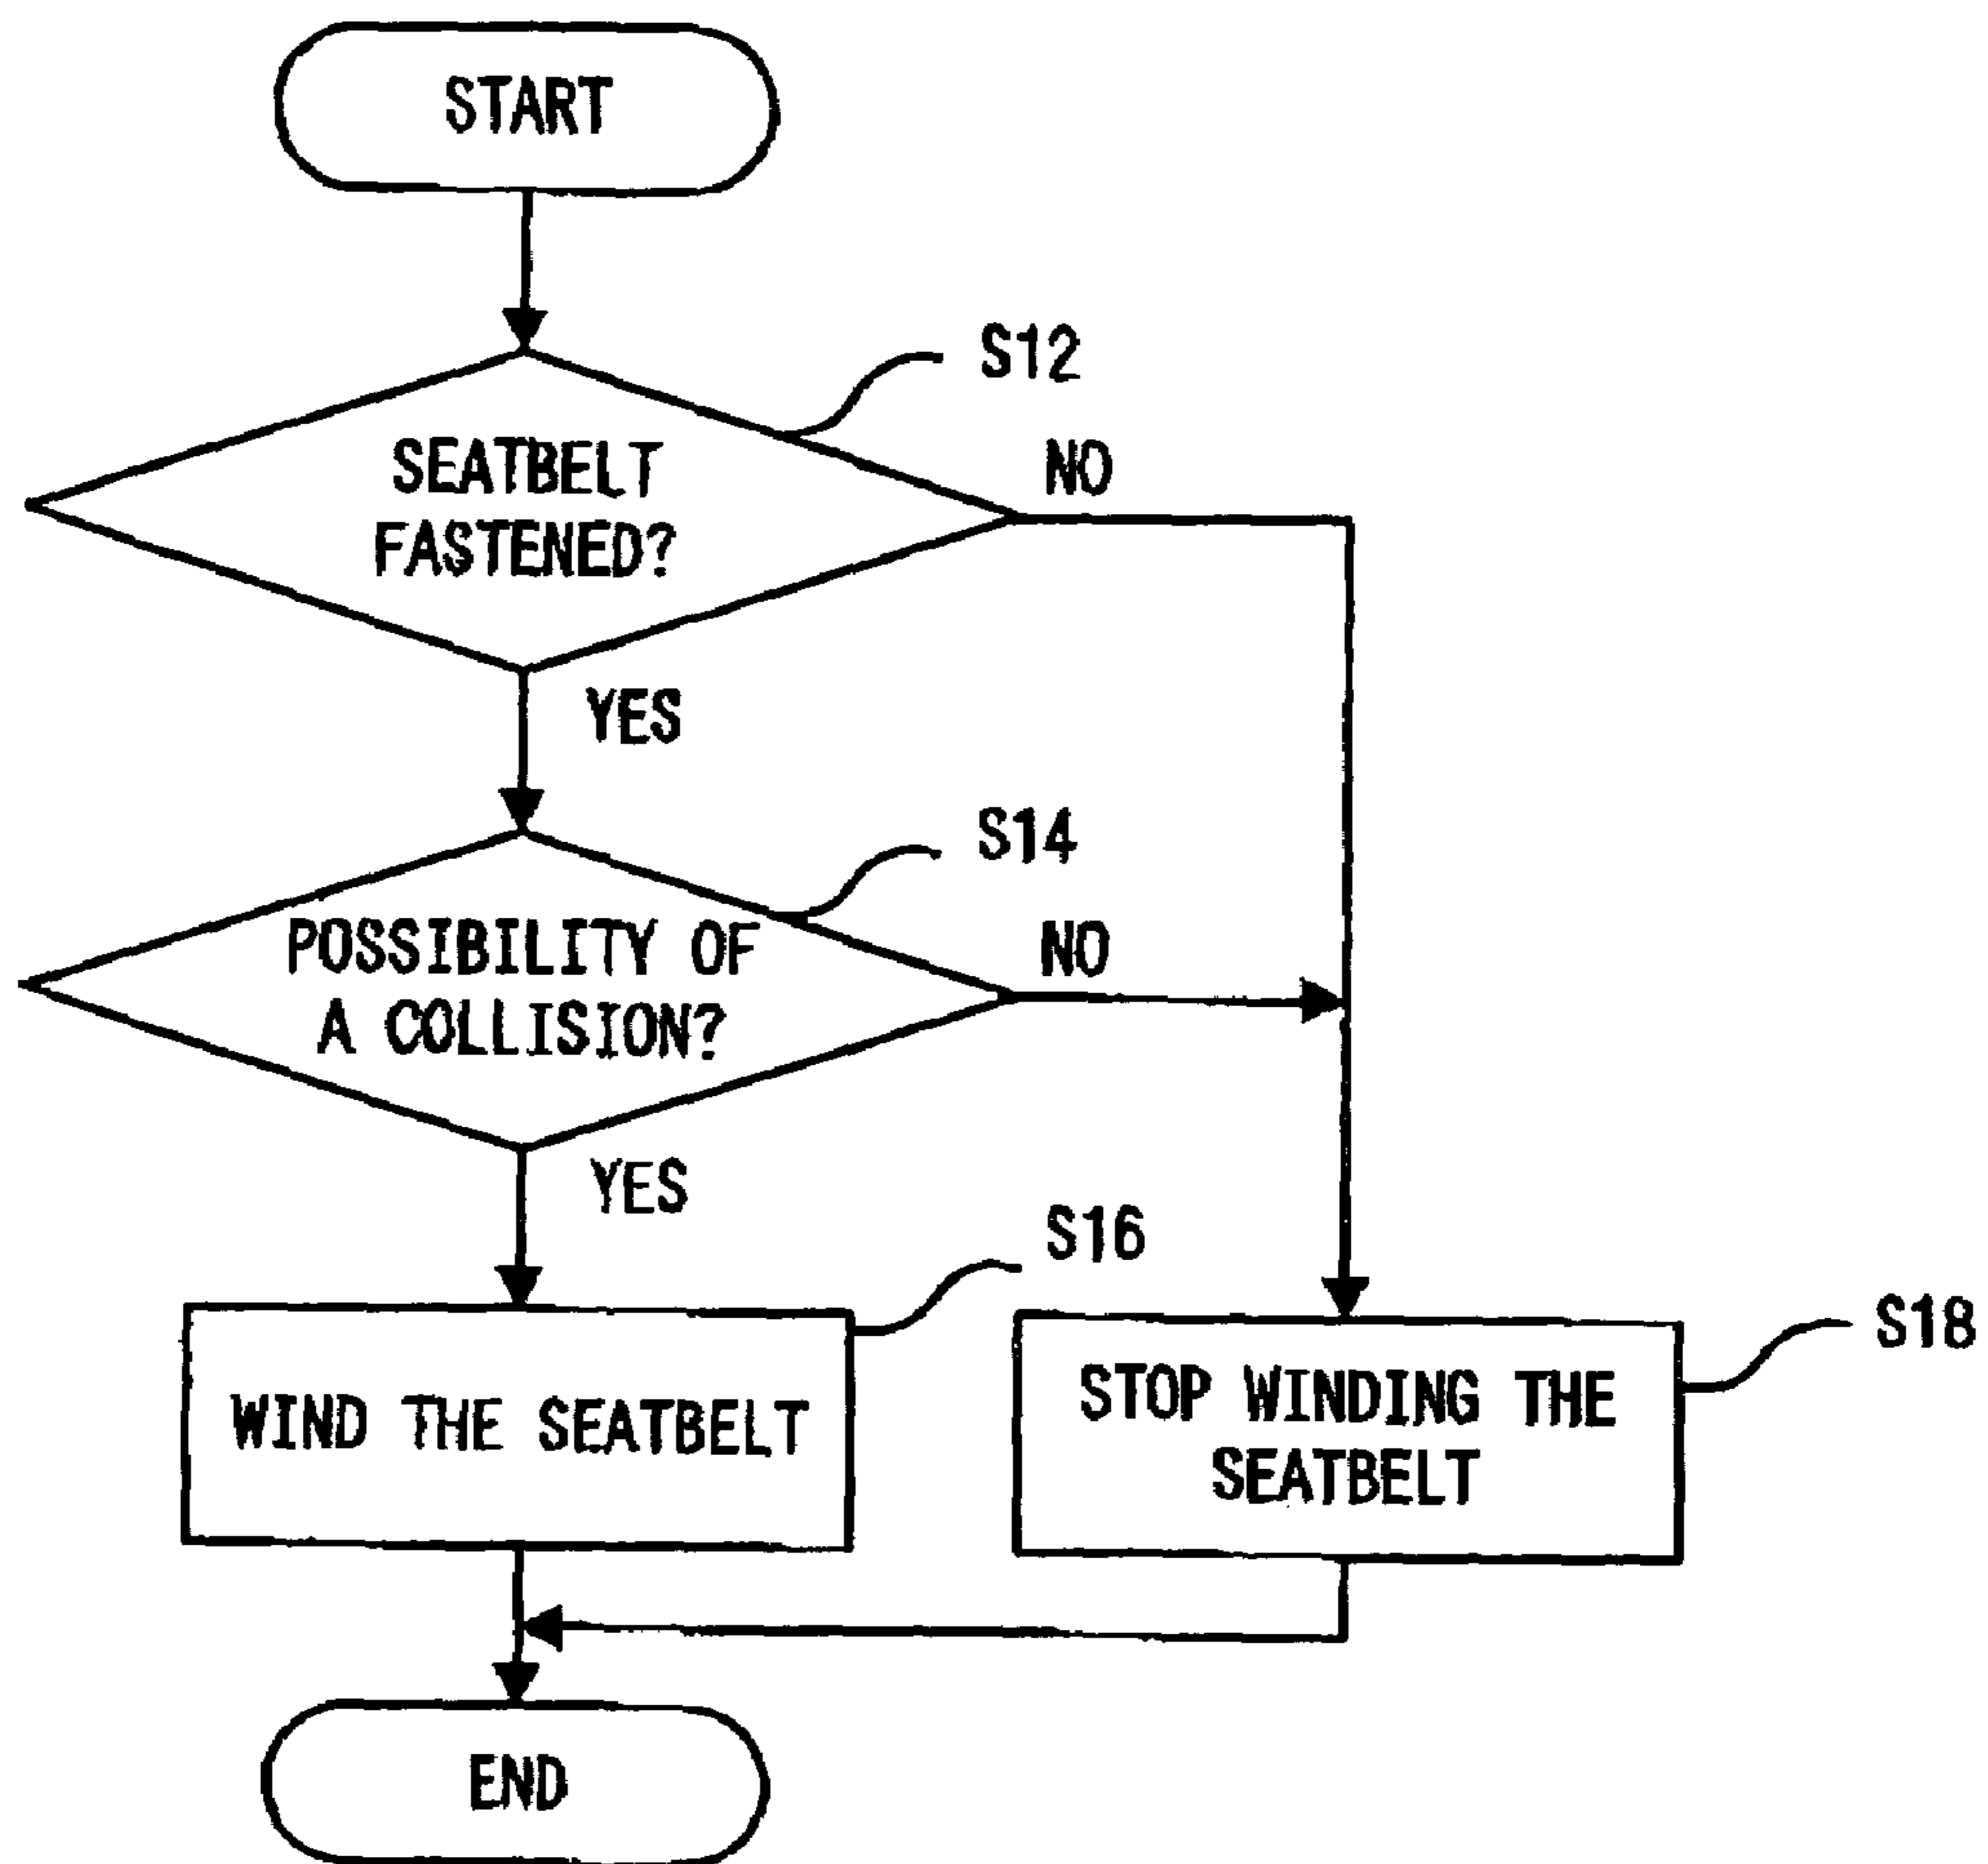 START
S12
SEATBELT
FASTENED?
NO
YES
S14
POSSIBILITY OF
A COLLISION?
NO
YES
S16
WIND THE SEATBELT
S18
STOP WINDING THE
SEATBELT
END